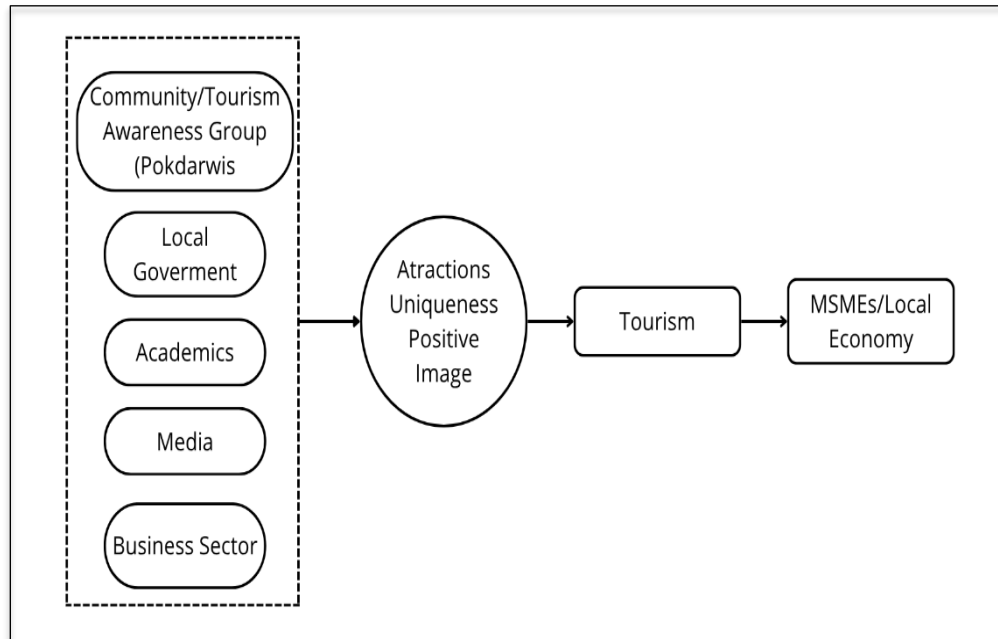 Community/Tourism
Awareness Group
(Pokdarwis
Local
Goverment
Academics
Media
Business Sector
Atractions
Uniqueness
Positive
Image
Tourism
MSMEs/Local
Economy